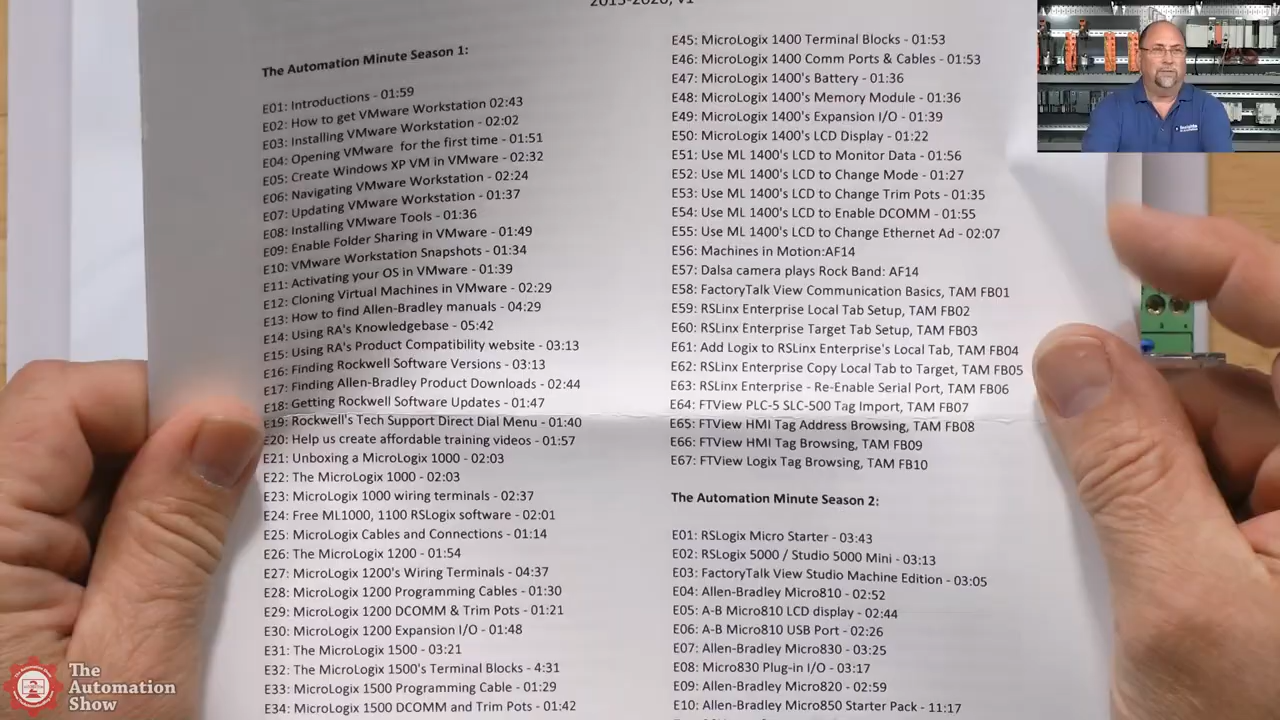 The Automation Minute Season 1:
E01: Introductions - 01:59
E02: How to get VMware Workstation 02:43
E03: Installing VMware Workstation - 02:02
E04: Opening VMware for the first time - 01:51
E05: Create Windows XP VM in VMware - 02:32
E06: Navigating VMware Workstation - 02:24
E07: Updating VMware Workstation - 01:37
E08: Installing VMware Tools - 01:36
E09: Enable Folder Sharing in VMware - 01:49
E10: VMware Workstation Snapshots - 01:34
E11: Activating your OS in VMware - 01:39
E12: Cloning Virtual Machines in VMware - 02:29
E13: How to find Allen-Bradley manuals - 04:29
E14: Using RA's Knowledgebase - 05:42
E15: Using RA's Product Compatibility website - 03:13
E16: Finding Rockwell Software Versions - 03:13
E17: Finding Allen-Bradley Product Downloads - 02:44
E18: Getting Rockwell Software Updates - 01:47
E19: Rockwell's Tech Support Direct Dial Menu - 01:40
E20: Help us create affordable training videos - 01:57
E21: Unboxing a MicroLogix 1000 - 02:03
E22: The MicroLogix 1000 - 02:03
E23: MicroLogix 1000 wiring terminals - 02:37
E24: Free ML1000, 1100 RSLogix software - 02:01
E25: MicroLogix Cables and Connections - 01:14
E26: The MicroLogix 1200 - 01:54
E27: MicroLogix 1200's Wiring Terminals - 04:37
E28: MicroLogix 1200 Programming Cables - 01:30
E29: MicroLogix 1200 DCOMM & Trim Pots - 01:21
E30: MicroLogix 1200 Expansion I/O - 01:48
E31: The MicroLogix 1500 - 03:21
E32: The MicroLogix 1500's Terminal Blocks - 4:31
E33: MicroLogix 1500 Programming Cable - 01:29
E34: MicroLogix 1500 DCOMM and Trim Pots - 01:42
E45: MicroLogix 1400 Terminal Blocks - 01:53
E46: MicroLogix 1400 Comm Ports & Cables - 01:53
E47: MicroLogix 1400's Battery - 01:36
E48: MicroLogix 1400's Memory Module - 01:36
E49: MicroLogix 1400's Expansion I/O - 01:39
E50: MicroLogix 1400's LCD Display - 01:22
E51: Use ML 1400's LCD to Monitor Data - 01:56
E52: Use ML 1400's LCD to Change Mode - 01:27
E53: Use ML 1400's LCD to Change Trim Pots - 01:35
E54: Use ML 1400's LCD to Enable DCOMM - 01:55
E55: Use ML 1400's LCD to Change Ethernet Ad - 02:07
E56: Machines in Motion:AF14
E57: Dalsa camera plays Rock Band: AF14
E58: FactoryTalk View Communication Basics, TAM FB01
E59: RSLinx Enterprise Local Tab Setup, TAM FB02
E60: RSLinx Enterprise Target Tab Setup, TAM FB03
E61: Add Logix to RSLinx Enterprise's Local Tab, TAM FB04
E62: RSLinx Enterprise Copy Local Tab to Target, TAM FB05
E63: RSLinx Enterprise - Re-Enable Serial Port, TAM FB06
E64: FTView PLC-5 SLC-500 Tag Import, TAM FB07
E65: FTView HMI Tag Address Browsing, TAM FB08
E66: FTView HMI Tag Browsing, TAM FB09
E67: FTView Logix Tag Browsing, TAM FB10
The Automation Minute Season 2:
E01: RSLogix Micro Starter - 03:43
E02: RSLogix 5000 / Studio 5000 Mini - 03:13
E03: FactoryTalk View Studio Machine Edition - 03:05
E04: Allen-Bradley Micro810 - 02:52
E05: A-B Micro810 LCD display - 02:44
E06: A-B Micro810 USB Port - 02:26
E07: Allen-Bradley Micro830 - 03:25
E08: Micro830 Plug-in I/O - 03:17
E09: Allen-Bradley Micro820 - 02:59
E10: Allen-Bradley Micro850 Starter Pack - 11:17
The
Automation
Show